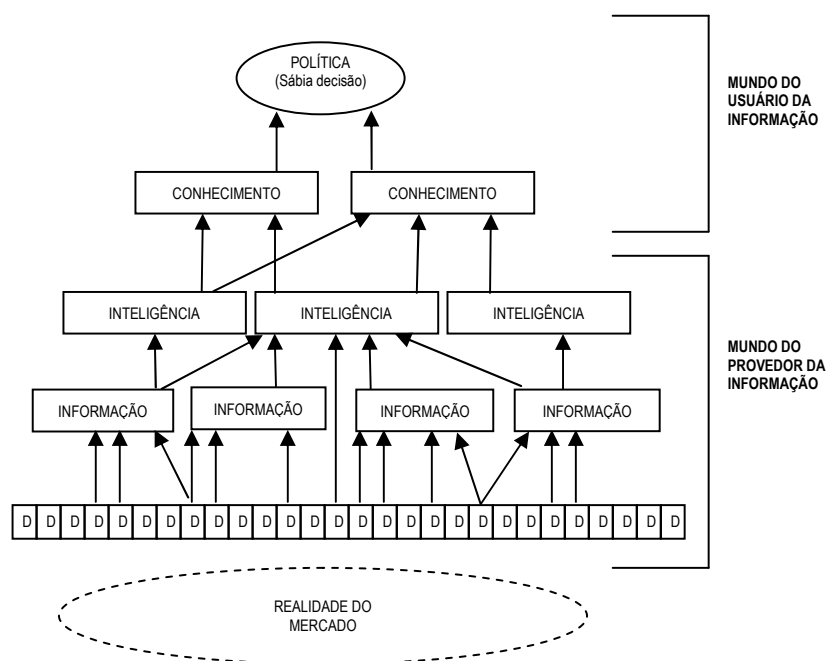 POLÍTICA
(Sábia decisão)
MUNDO DO
USUÁRIO DA
INFORMAÇÃO
CONHECIMENTO
CONHECIMENTO
INTELIGÊNCIA
INTELIGÊNCIA
INTELIGÊNCIA
MUNDO DO
PROVEDOR DA
INFORMAÇÃO
INFORMAÇÃO
INFORMAÇÃO
INFORMAÇÃO
INFORMAÇÃO
D D D D D D D D D D D D D D D D D D D D D D D D D D D D
REALIDADE DO
MERCADO